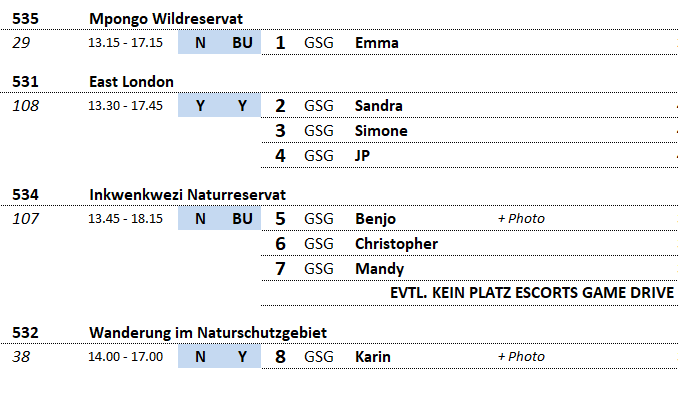 535 Mpongo Wildreservat
29 13.15 - 17.15 N BU 1 GSG Emma
531 East London
108 13.30 - 17.45 Y Y 2 GSG Sandra
3 GSG Simone
4 GSG JP
534 Inkwenkwezi Naturreservat
107 13.45 - 18.15 N BU 5 GSG Benjo + Photo
6 GSG Christopher
7 GSG Mandy
EVTL. KEIN PLATZ ESCORTS GAME DRIVE
532 Wanderung im Naturschutzgebiet
38 14.00 - 17.00 N Y 8 GSG Karin + Photo